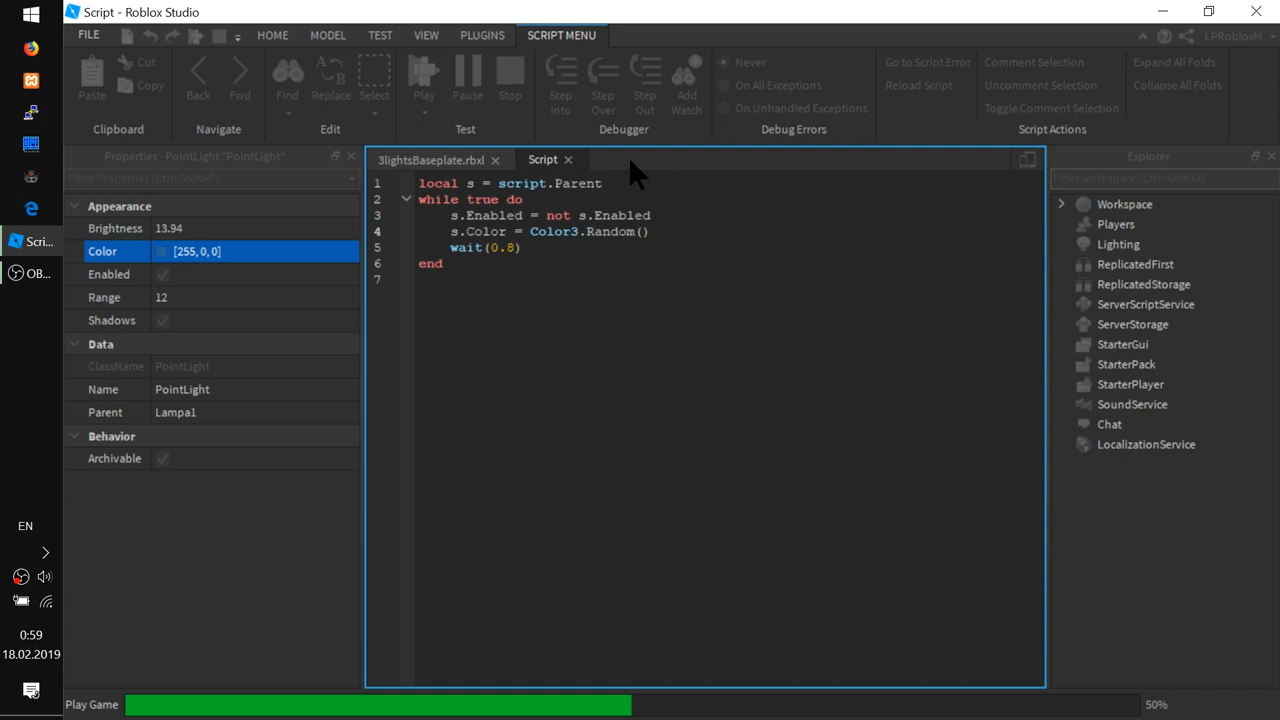 Script - Roblox Studio
FILE
HOME
MODEL
TEST
VIEW
PLUGINS
SCRIPT MENU
LPRobloxM
Paste
Cut
Copy
Clipboard
Back
Fwd
Navigate
Find
Replace
Select
Edit
Play
Pause
Stop
Test
Step Into
Step Over
Step Out
Add Watch
Debugger
Never
On All Exceptions
On Unhandled Exceptions
Debug Errors
Go to Script Error
Reload Script
Comment Selection
Uncomment Selection
Toggle Comment Selection
Expand All Folds
Collapse All Folds
Script Actions
Properties - PointLight "PointLight"
Filter Properties (Ctrl+Shift+P)
Appearance
Brightness 13.94
Color [255, 0, 0]
Enabled
Range 12
Shadows
Data
ClassName PointLight
Name PointLight
Parent Lampa1
Behavior
Archivable
3lightsBaseplate.rbxl
Script
1 local s = script.Parent
2 while true do
3 s.Enabled = not s.Enabled
4 s.Color = Color3.Random()
5 wait(0.8)
6 end
7
Explorer
Filter workspace (Ctrl+Shift+X)
Workspace
Players
Lighting
ReplicatedFirst
ReplicatedStorage
ServerScriptService
ServerStorage
StarterGui
StarterPack
StarterPlayer
SoundService
Chat
LocalizationService
Scri...
OB...
EN
0:59
18.02.2019
Play Game
50%